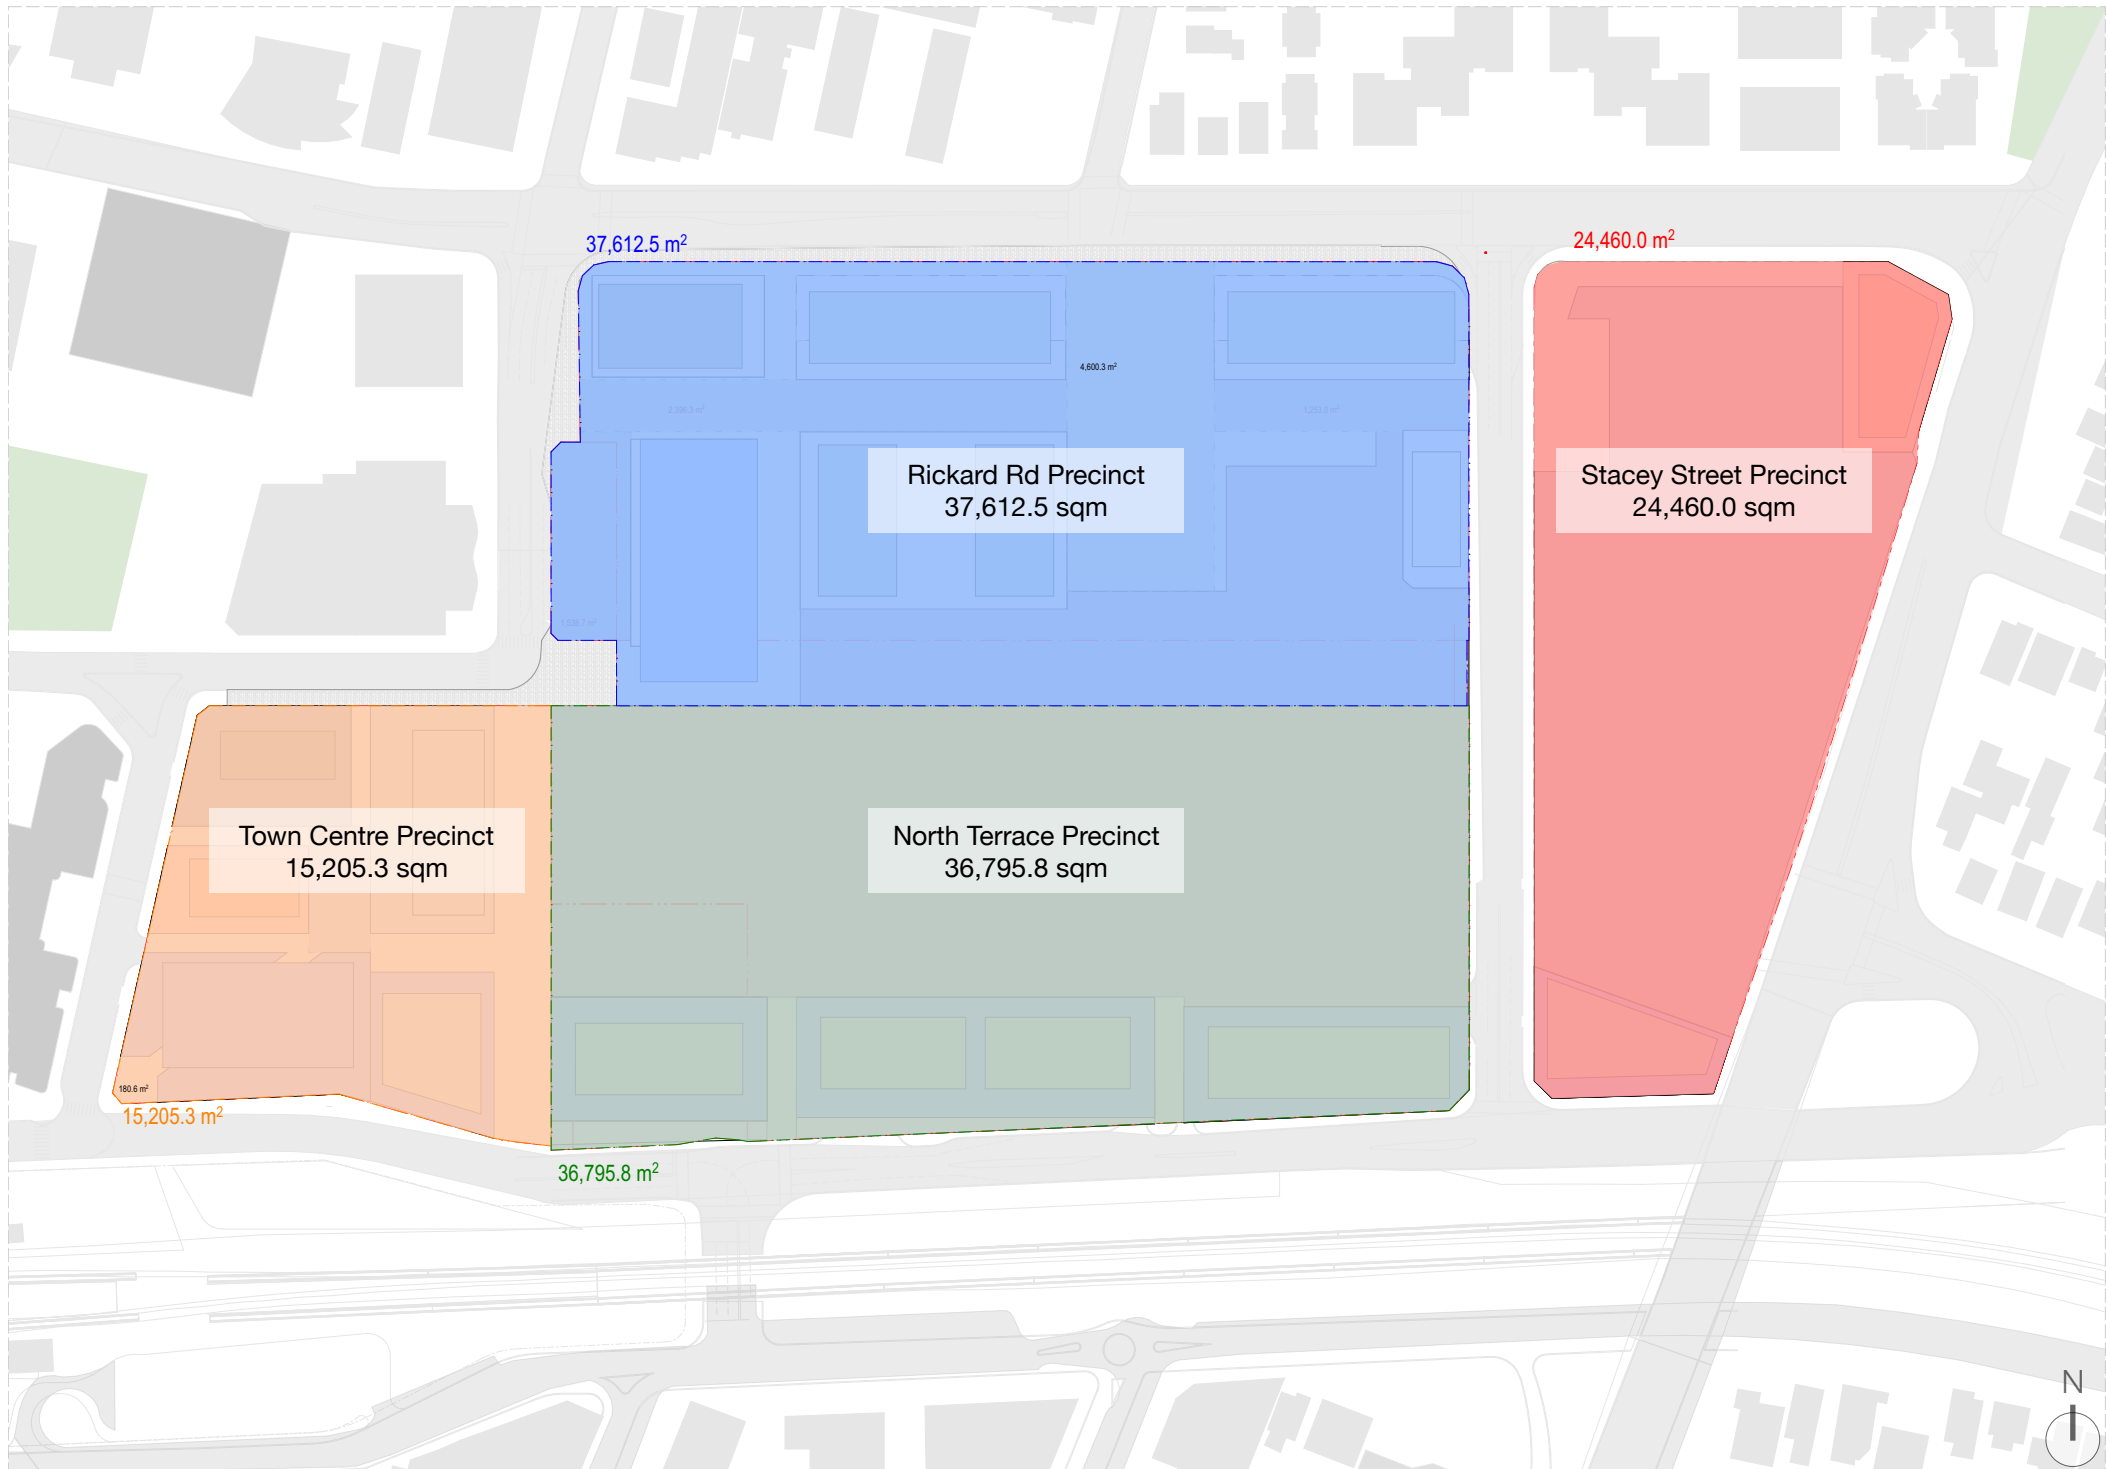 37,612.5 m²
24,460.0 m²
4,600.3 m²
Rickard Rd Precinct
37,612.5 sqm
Stacey Street Precinct
24,460.0 sqm
Town Centre Precinct
15,205.3 sqm
North Terrace Precinct
36,795.8 sqm
180.6 m²
15,205.3 m²
36,795.8 m²
N